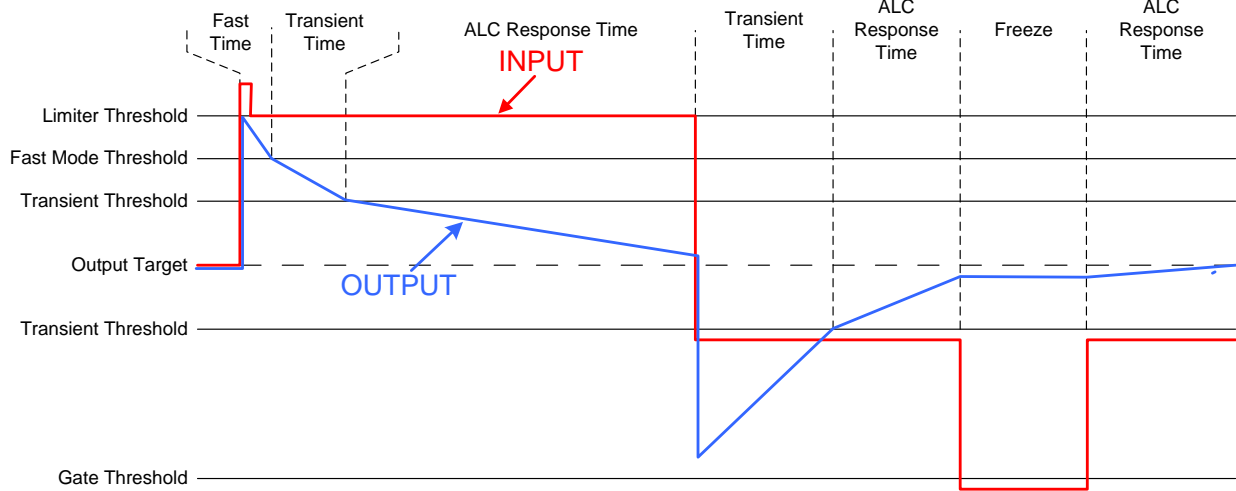 Fast
Time
Transient
Time
ALC Response Time
Transient
Time
ALC
Response
Time
Freeze
ALC
Response
Time
INPUT
Limiter Threshold
Fast Mode Threshold
Transient Threshold
Output Target
OUTPUT
Transient Threshold
Gate Threshold